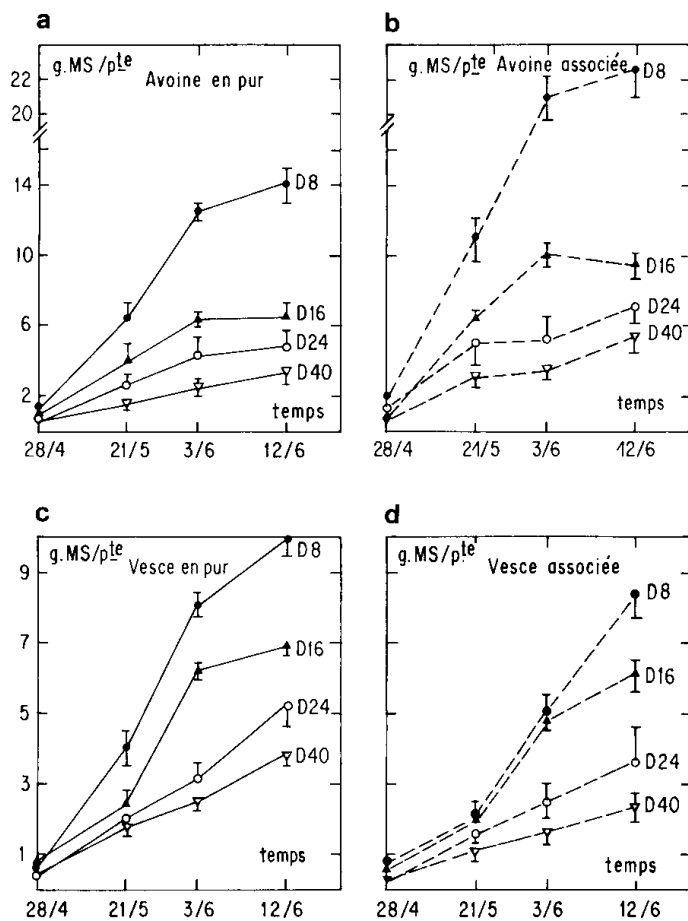 a
g.MS/pte
Avoine en pur
22
20
14
10
6
2
D8
D16
D24
D40
temps
28/4 21/5 3/6 12/6
b
g.MS/pte Avoine associée
D8
D16
D24
D40
temps
28/4 21/5 3/6 12/6
c
g.MS/pte
Vesce en pur
9
7
5
3
1
D8
D16
D24
D40
temps
28/4 21/5 3/6 12/6
d
g.MS/pte
Vesce associée
D8
D16
D24
D40
temps
28/4 21/5 3/6 12/6